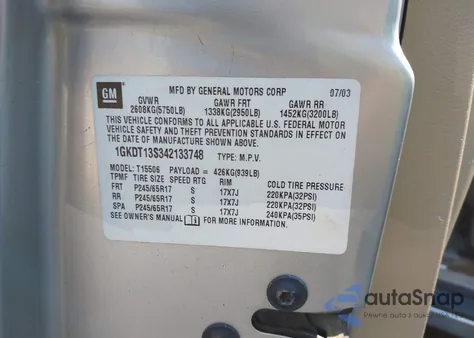 GM
MFD BY GENERAL MOTORS CORP 07/03
GVWR GAWR FRT GAWR RR
2608KG(5750LB) 1338KG(2950LB) 1452KG(3200LB)
THIS VEHICLE CONFORMS TO ALL APPLICABLE U.S. FEDERAL MOTOR
VEHICLE SAFETY AND THEFT PREVENTION STANDARDS IN EFFECT ON
THE DATE OF MANUFACTURE SHOWN ABOVE.
1GKDT13S342133748 TYPE: M.P.V.
MODEL: T15506 PAYLOAD = 426KG(939LB)
TPMF TIRE SIZE SPEED RTG RIM COLD TIRE PRESSURE
FRT P245/65R17 S 17X7J 220KPA(32PSI)
RR P245/65R17 S 17X7J 220KPA(32PSI)
SPA P245/65R17 S 17X7J 240KPA(35PSI)
SEE OWNER'S MANUAL FOR MORE INFORMATION.
autaSnap
Pewne auta z auk